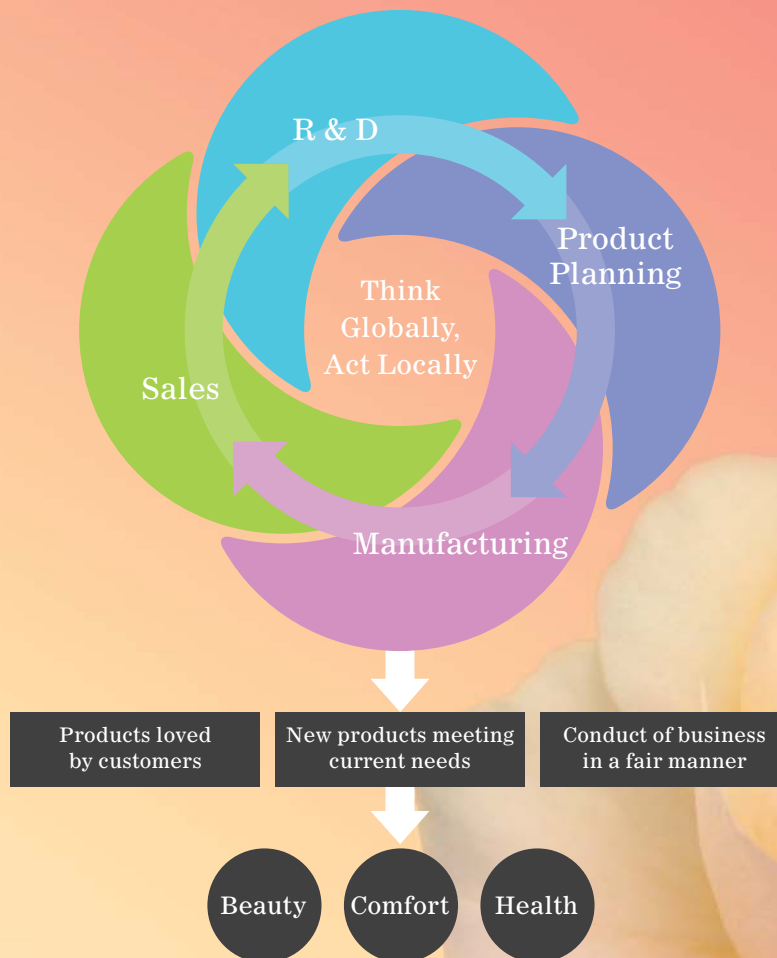 R & D
Product
Planning
Think
Globally,
Act Locally
Sales
Manufacturing
Products loved
by customers
New products meeting
current needs
Conduct of business
in a fair manner
Beauty
Comfort
Health